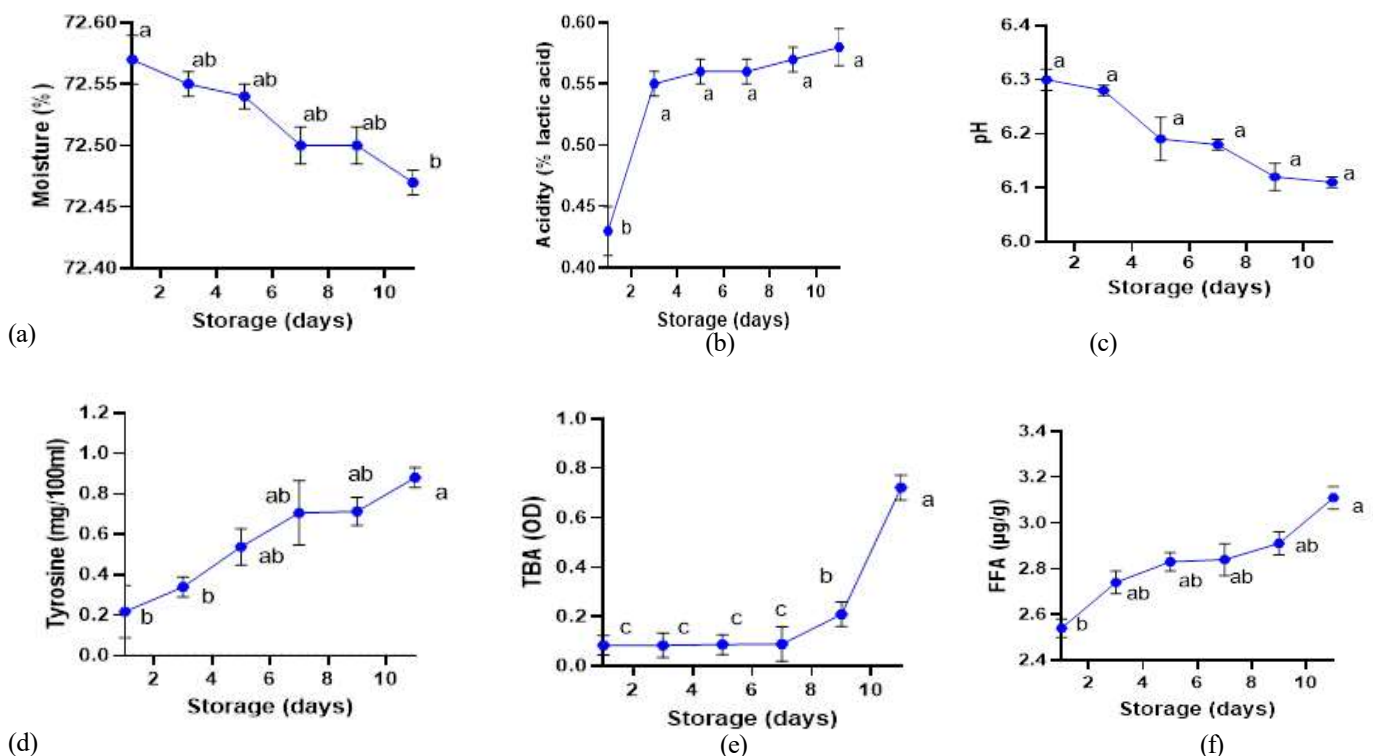 72.60
72.55
72.50
72.45
72.40
Moisture (%)
a
ab
ab
ab
ab
b
2 4 6 8 10
Storage (days)
(a)
0.60
0.55
0.50
0.45
0.40
Acidity (% lactic acid)
b
a
a
a
a
a
2 4 6 8 10
Storage (days)
(b)
6.4
6.3
6.2
6.1
6.0
pH
a
a
a
a
a
a
2 4 6 8 10
Storage (days)
(c)
1.2
1.0
0.8
0.6
0.4
0.2
0.0
Tyrosine (mg/100ml)
b
b
ab
ab
ab
a
2 4 6 8 10
Storage (days)
(d)
1.0
0.8
0.6
0.4
0.2
0.0
TBA (OD)
c
c
c
c
b
a
2 4 6 8 10
Storage (days)
(e)
3.4
3.2
3.0
2.8
2.6
2.4
FFA (µg/g)
b
ab
ab
ab
ab
a
2 4 6 8 10
Storage (days)
(f)